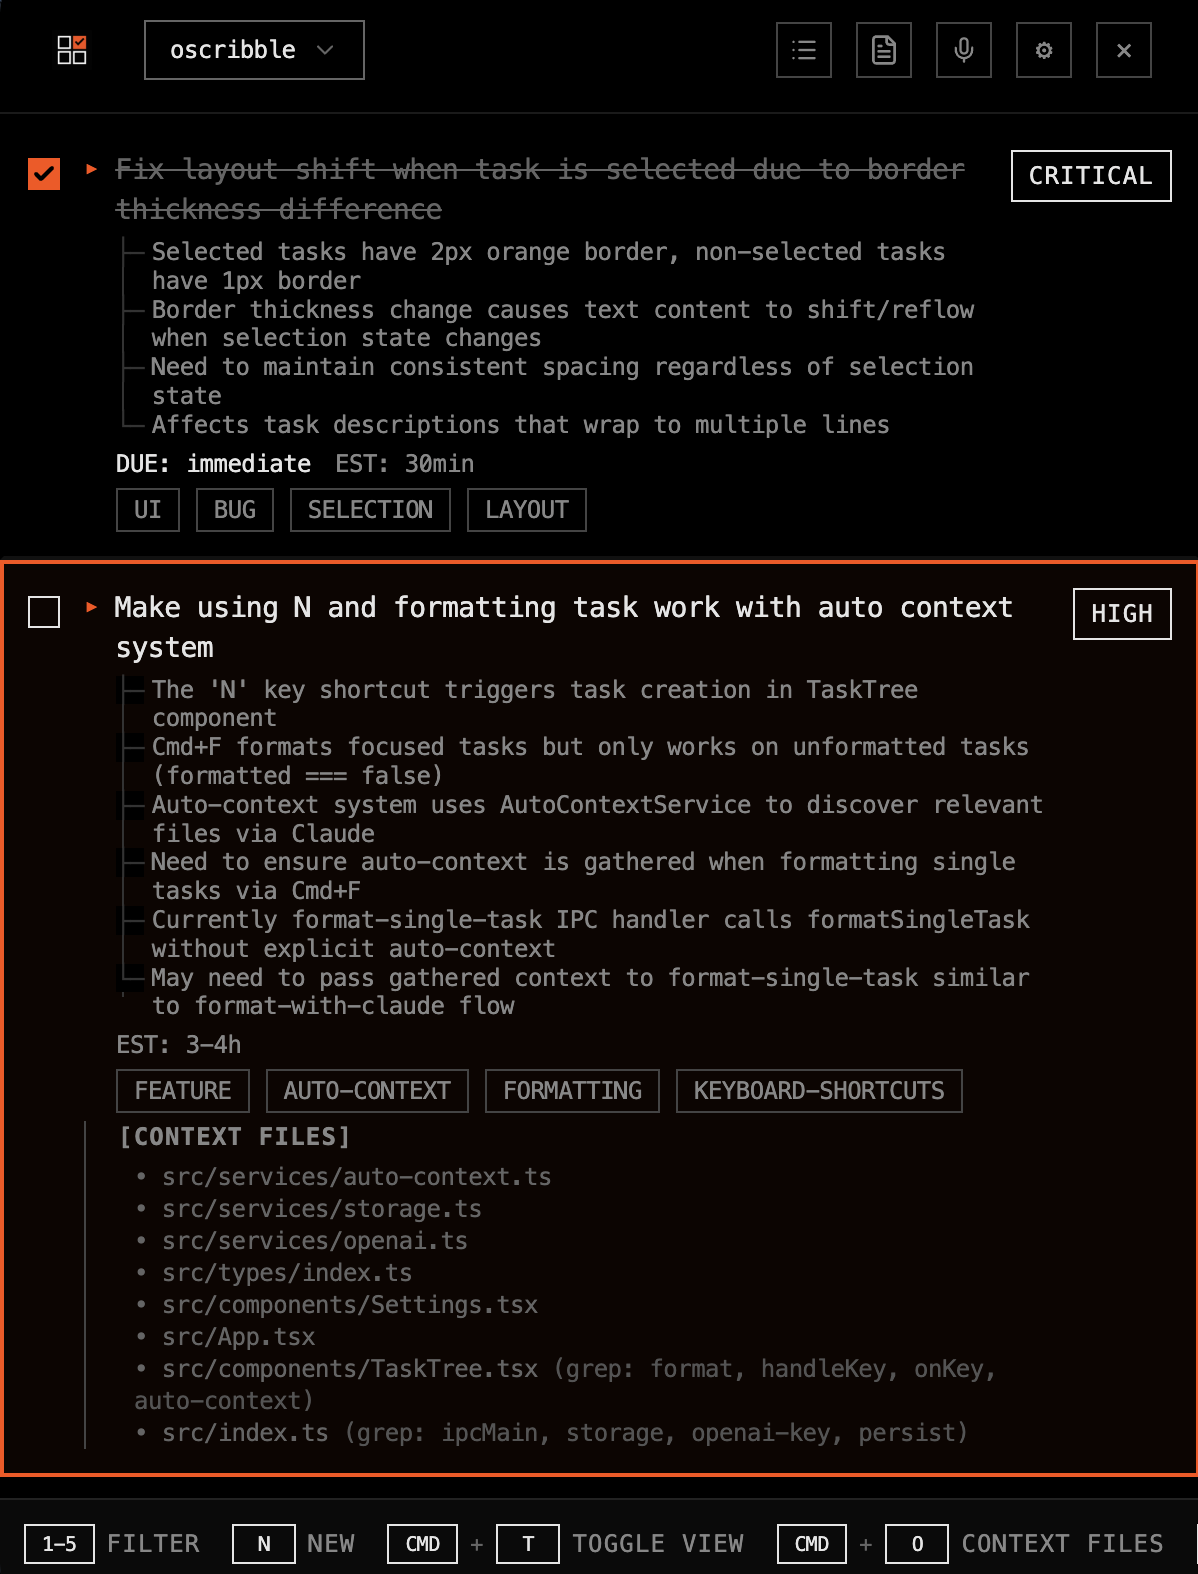 oscribble
Fix layout shift when task is selected due to border
thickness difference
CRITICAL
Selected tasks have 2px orange border, non-selected tasks
have 1px border
Border thickness change causes text content to shift/reflow
when selection state changes
Need to maintain consistent spacing regardless of selection
state
Affects task descriptions that wrap to multiple lines
DUE: immediate EST: 30min
UI BUG SELECTION LAYOUT
Make using N and formatting task work with auto context
system
HIGH
The 'N' key shortcut triggers task creation in TaskTree
component
Cmd+F formats focused tasks but only works on unformatted tasks
(formatted === false)
Auto-context system uses AutoContextService to discover relevant
files via Claude
Need to ensure auto-context is gathered when formatting single
tasks via Cmd+F
Currently format-single-task IPC handler calls formatSingleTask
without explicit auto-context
May need to pass gathered context to format-single-task similar
to format-with-claude flow
EST: 3-4h
FEATURE AUTO-CONTEXT FORMATTING KEYBOARD-SHORTCUTS
[CONTEXT FILES]
• src/services/auto-context.ts
• src/services/storage.ts
• src/services/openai.ts
• src/types/index.ts
• src/components/Settings.tsx
• src/App.tsx
• src/components/TaskTree.tsx (grep: format, handleKey, onKey,
auto-context)
• src/index.ts (grep: ipcMain, storage, openai-key, persist)
1-5 FILTER N NEW CMD + T TOGGLE VIEW CMD + O CONTEXT FILES